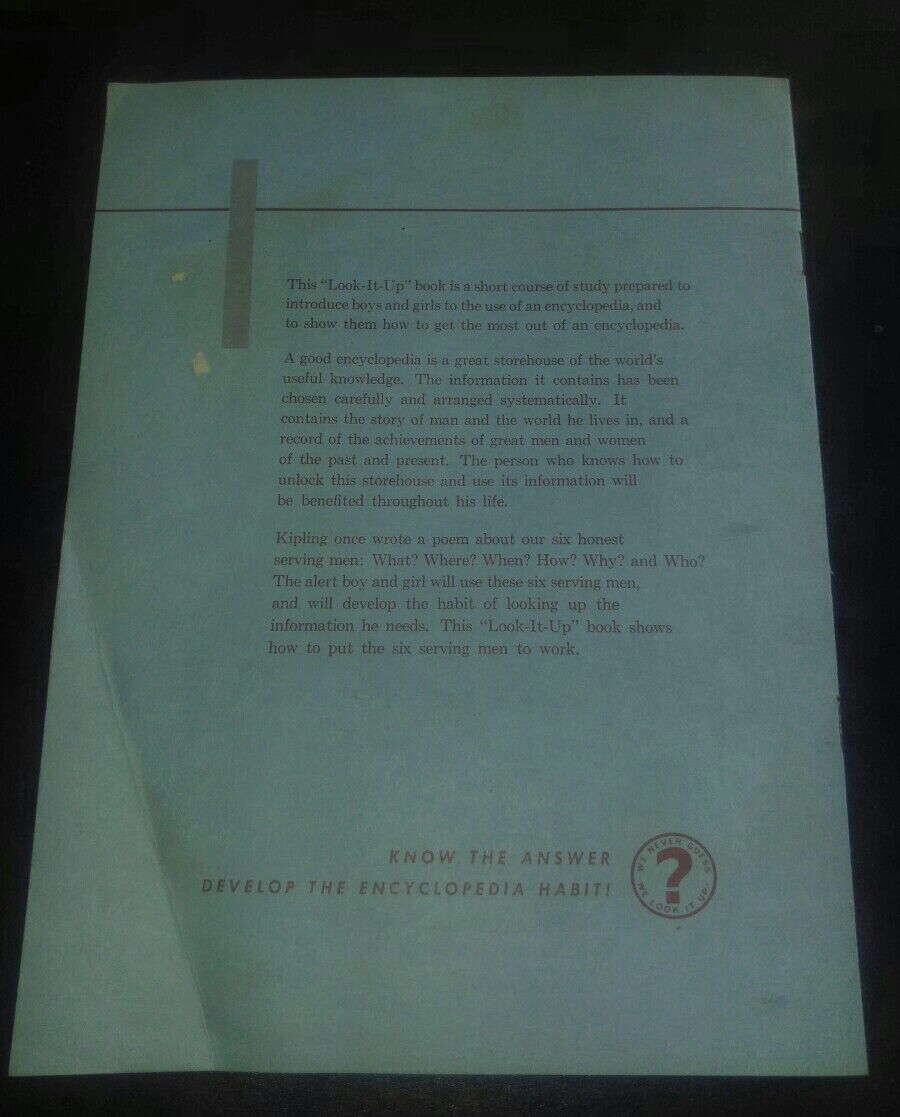 This “Look-It-Up” book is a short course of study prepared to
introduce boys and girls to the use of an encyclopedia, and
to show them how to get the most out of an encyclopedia.
A good encyclopedia is a great storehouse of the world's
useful knowledge. The information it contains has been
chosen carefully and arranged systematically. It
contains the story of man and the world he lives in, and a
record of the achievements of great men and women
of the past and present. The person who knows how to
unlock this storehouse and use its information will
be benefited throughout his life.
Kipling once wrote a poem about our six honest
serving men: What? Where? When? How? Why? and Who?
The alert boy and girl will use these six serving men,
and will develop the habit of looking up the
information he needs. This “Look-It-Up” book shows
how to put the six serving men to work.
KNOW THE ANSWER
DEVELOP THE ENCYCLOPEDIA HABIT!
WE NEVER GUESS
?
WE LOOK IT UP!